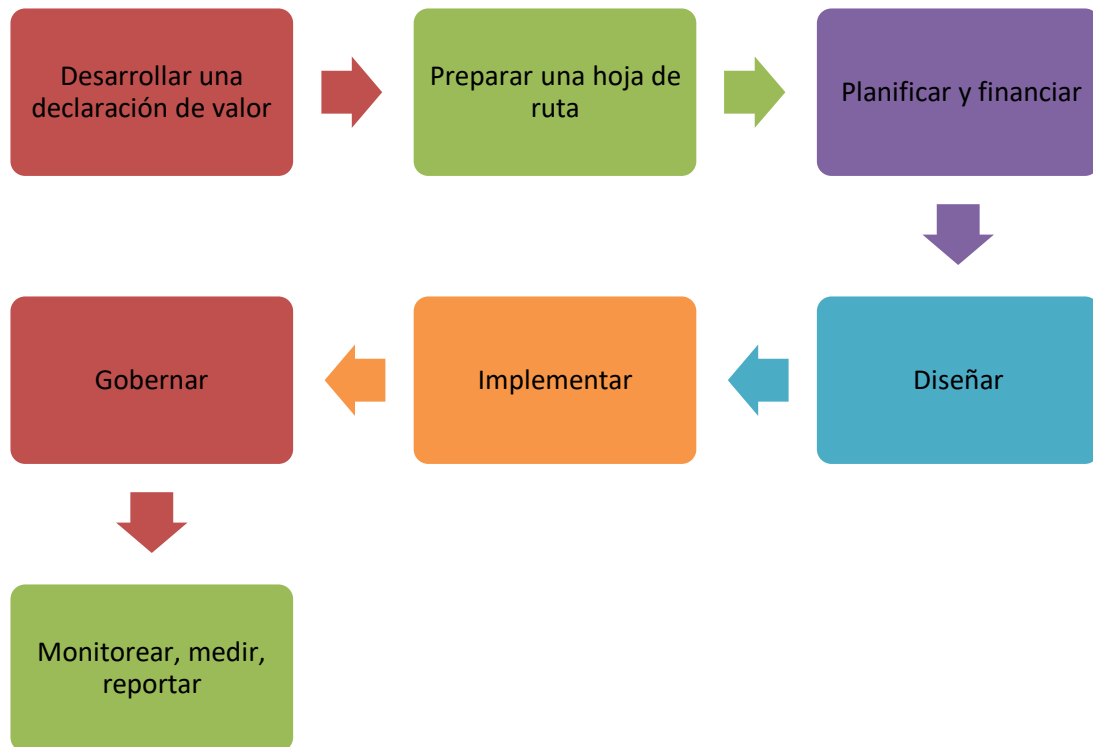 Desarrollar una
declaración de valor
Preparar una hoja de
ruta
Planificar y financiar
Diseñar
Implementar
Gobernar
Monitorear, medir,
reportar